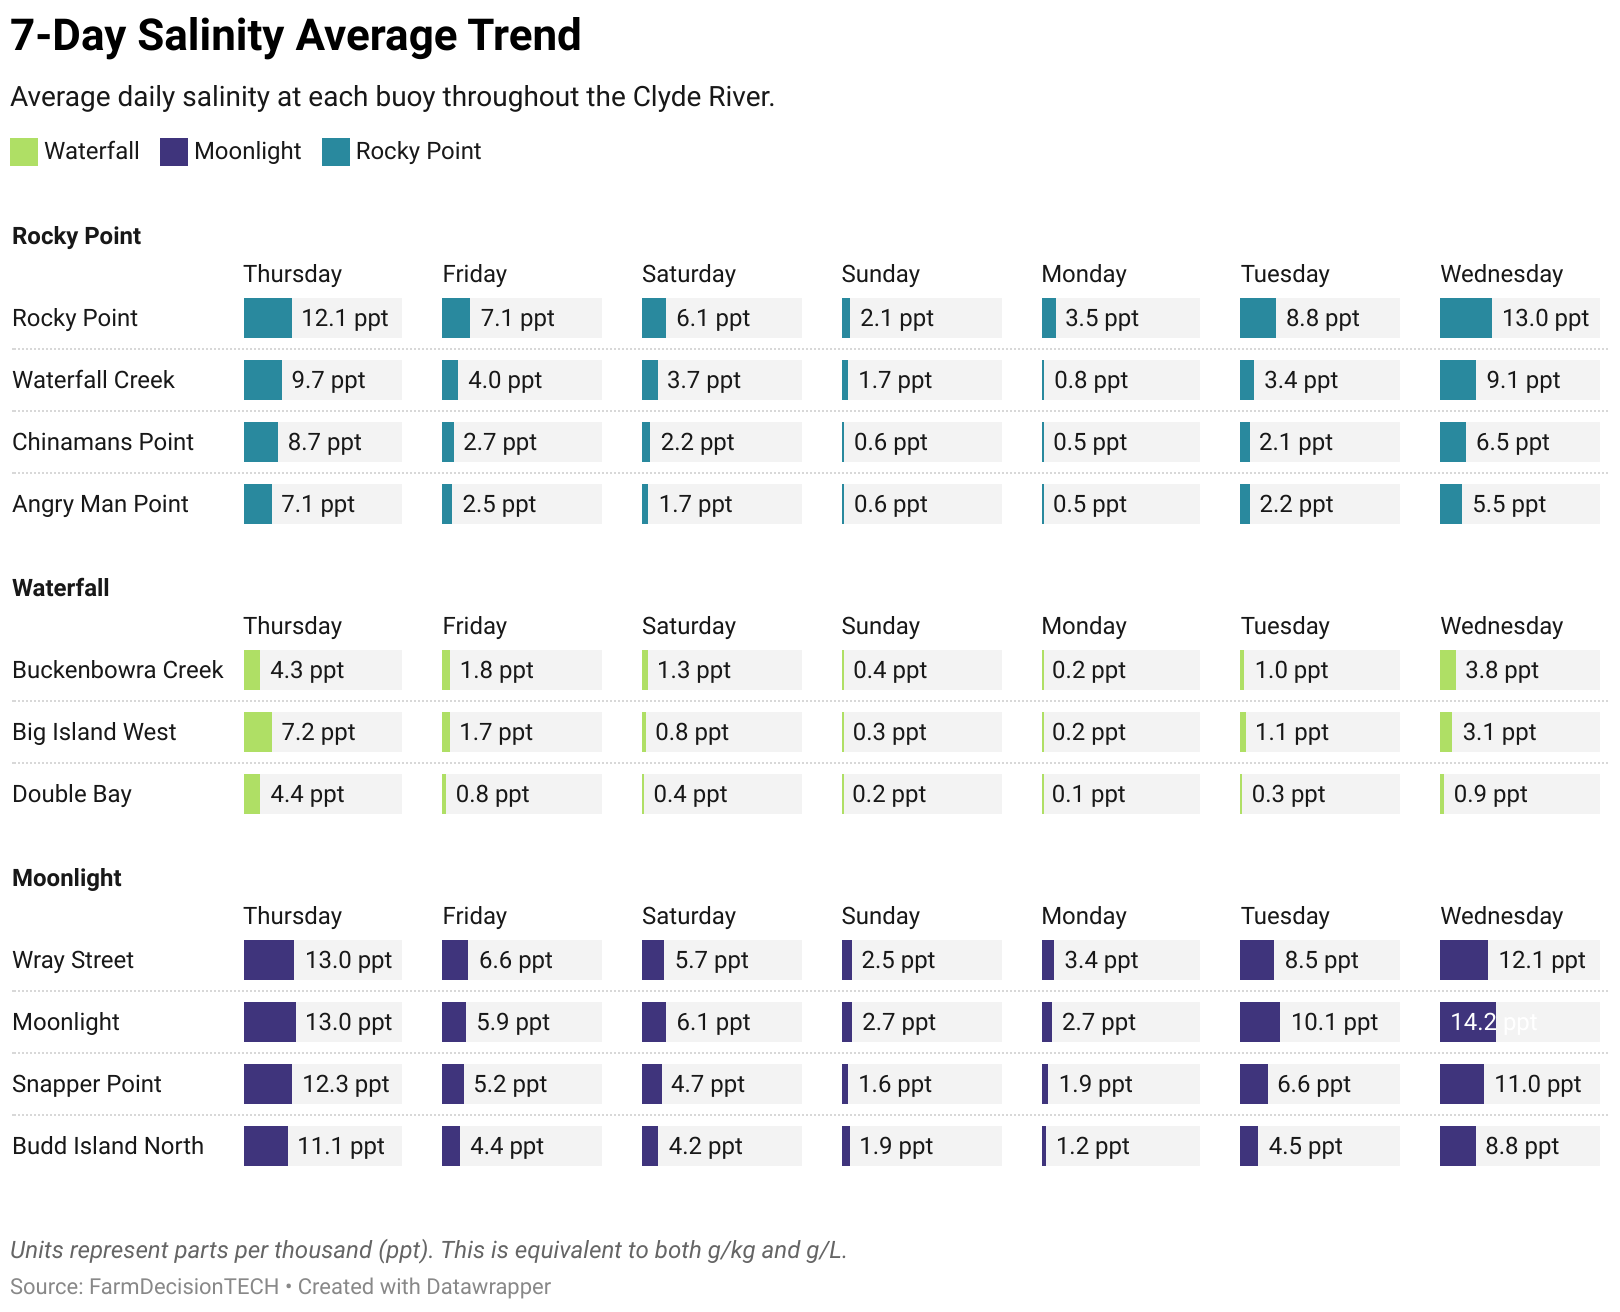 7-Day Salinity Average Trend
Average daily salinity at each buoy throughout the Clyde River.
Waterfall Moonlight Rocky Point
Rocky Point
Thursday Friday Saturday Sunday Monday Tuesday Wednesday
Rocky Point 12.1 ppt 7.1 ppt 6.1 ppt 2.1 ppt 3.5 ppt 8.8 ppt 13.0 ppt
Waterfall Creek 9.7 ppt 4.0 ppt 3.7 ppt 1.7 ppt 0.8 ppt 3.4 ppt 9.1 ppt
Chinamans Point 8.7 ppt 2.7 ppt 2.2 ppt 0.6 ppt 0.5 ppt 2.1 ppt 6.5 ppt
Angry Man Point 7.1 ppt 2.5 ppt 1.7 ppt 0.6 ppt 0.5 ppt 2.2 ppt 5.5 ppt
Waterfall
Thursday Friday Saturday Sunday Monday Tuesday Wednesday
Buckenbowra Creek 4.3 ppt 1.8 ppt 1.3 ppt 0.4 ppt 0.2 ppt 1.0 ppt 3.8 ppt
Big Island West 7.2 ppt 1.7 ppt 0.8 ppt 0.3 ppt 0.2 ppt 1.1 ppt 3.1 ppt
Double Bay 4.4 ppt 0.8 ppt 0.4 ppt 0.2 ppt 0.1 ppt 0.3 ppt 0.9 ppt
Moonlight
Thursday Friday Saturday Sunday Monday Tuesday Wednesday
Wray Street 13.0 ppt 6.6 ppt 5.7 ppt 2.5 ppt 3.4 ppt 8.5 ppt 12.1 ppt
Moonlight 13.0 ppt 5.9 ppt 6.1 ppt 2.7 ppt 2.7 ppt 10.1 ppt 14.2 ppt
Snapper Point 12.3 ppt 5.2 ppt 4.7 ppt 1.6 ppt 1.9 ppt 6.6 ppt 11.0 ppt
Budd Island North 11.1 ppt 4.4 ppt 4.2 ppt 1.9 ppt 1.2 ppt 4.5 ppt 8.8 ppt
Units represent parts per thousand (ppt). This is equivalent to both g/kg and g/L.
Source: FarmDecisionTECH • Created with Datawrapper